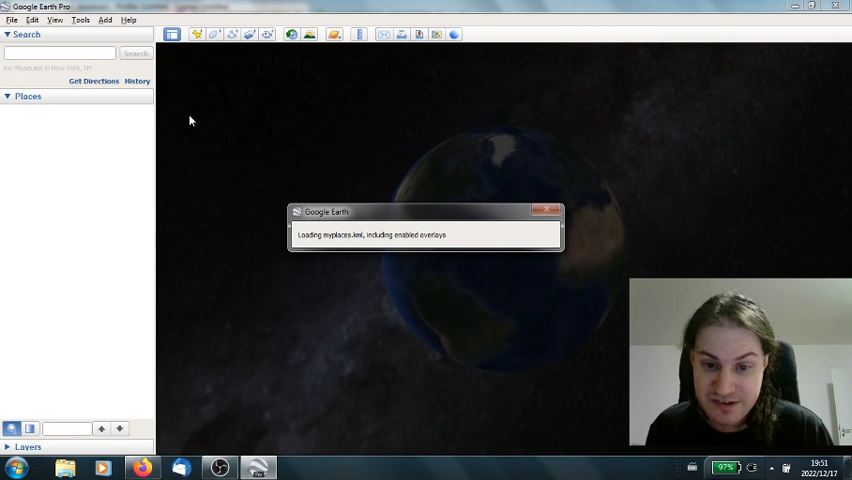 Google Earth Pro
File Edit View Tools Add Help
Search
Search
ex: Museums in New York, NY
Get Directions History
Places
Google Earth
Loading myplaces.kml, including enabled overlays
Layers
Pro
97%
19:51
2022/12/17